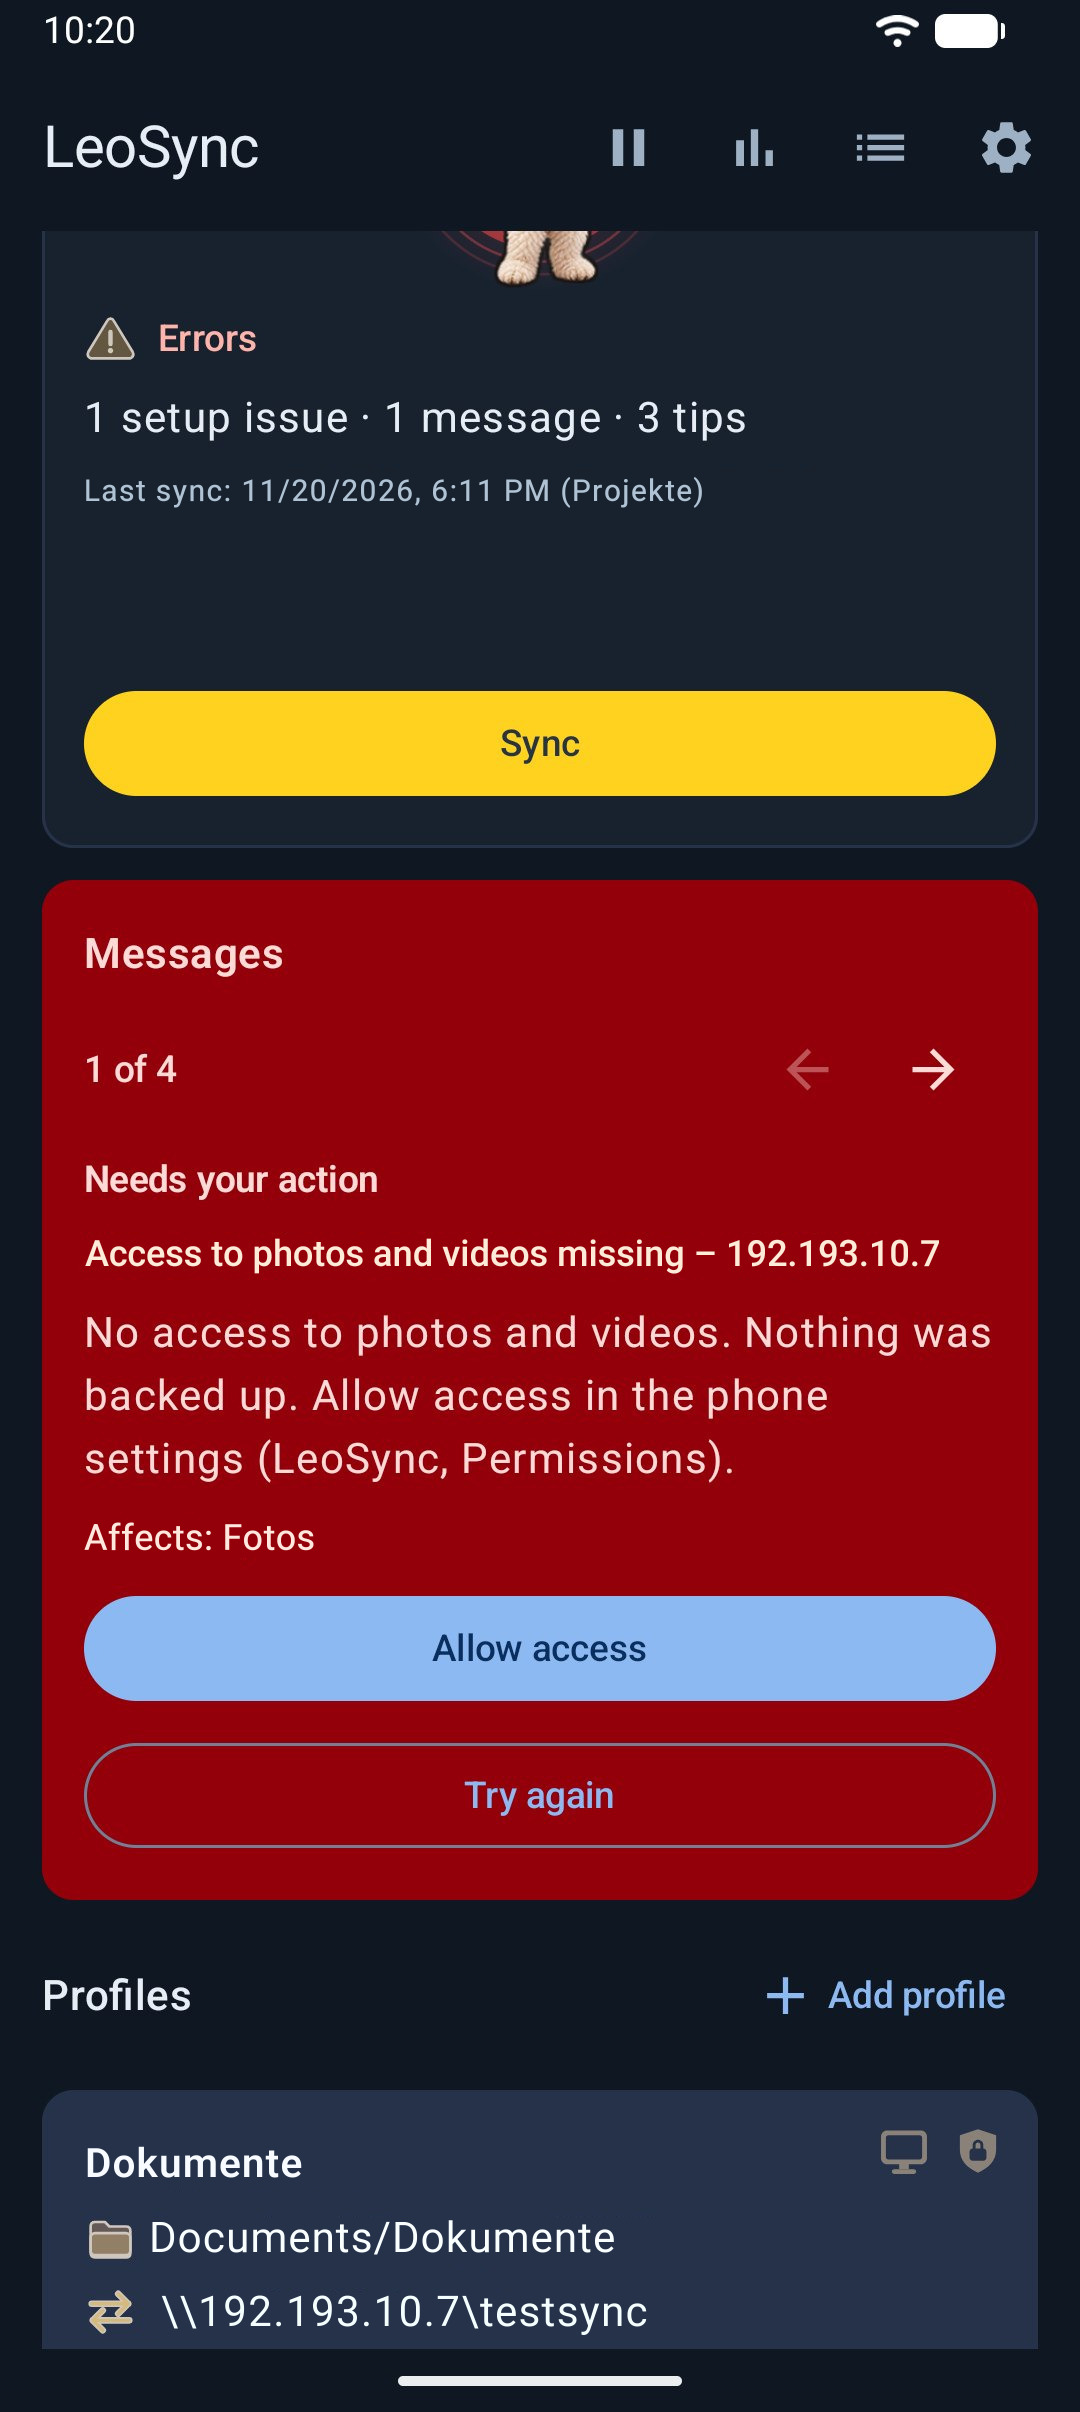 10:20
LeoSync
Errors
1 setup issue · 1 message · 3 tips
Last sync: 11/20/2026, 6:11 PM (Projekte)
Sync
Messages
1 of 4
Needs your action
Access to photos and videos missing – 192.193.10.7
No access to photos and videos. Nothing was
backed up. Allow access in the phone
settings (LeoSync, Permissions).
Affects: Fotos
Allow access
Try again
Profiles
Add profile
Dokumente
Documents/Dokumente
\\192.193.10.7\testsync